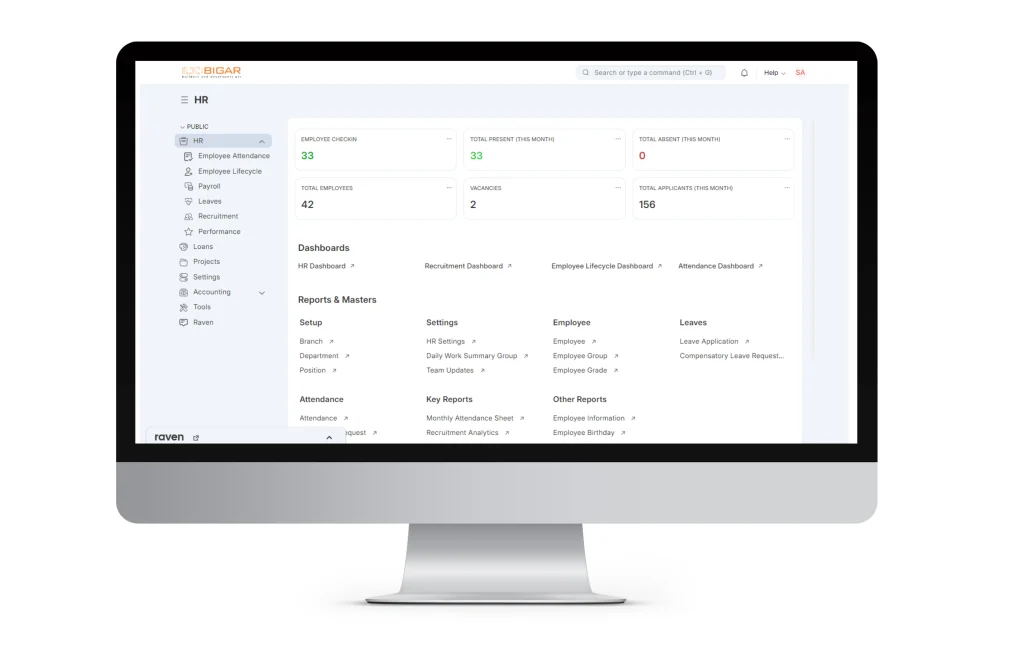 BIGAR
Search or type a command (Ctrl + G)
Help
SA
HR
PUBLIC
HR
Employee Attendance
Employee Lifecycle
Payroll
Leaves
Recruitment
Performance
Loans
Projects
Settings
Accounting
Tools
Raven
EMPLOYEE CHECKIN
33
TOTAL PRESENT (THIS MONTH)
33
TOTAL ABSENT (THIS MONTH)
0
TOTAL EMPLOYEES
42
VACANCIES
2
TOTAL APPLICANTS (THIS MONTH)
156
Dashboards
HR Dashboard
Recruitment Dashboard
Employee Lifecycle Dashboard
Attendance Dashboard
Reports & Masters
Setup
Branch
Department
Position
Settings
HR Settings
Daily Work Summary Group
Team Updates
Employee
Employee
Employee Group
Employee Grade
Leaves
Leave Application
Compensatory Leave Request...
Attendance
Attendance
equest
Key Reports
Monthly Attendance Sheet
Recruitment Analytics
Other Reports
Employee Information
Employee Birthday
raven